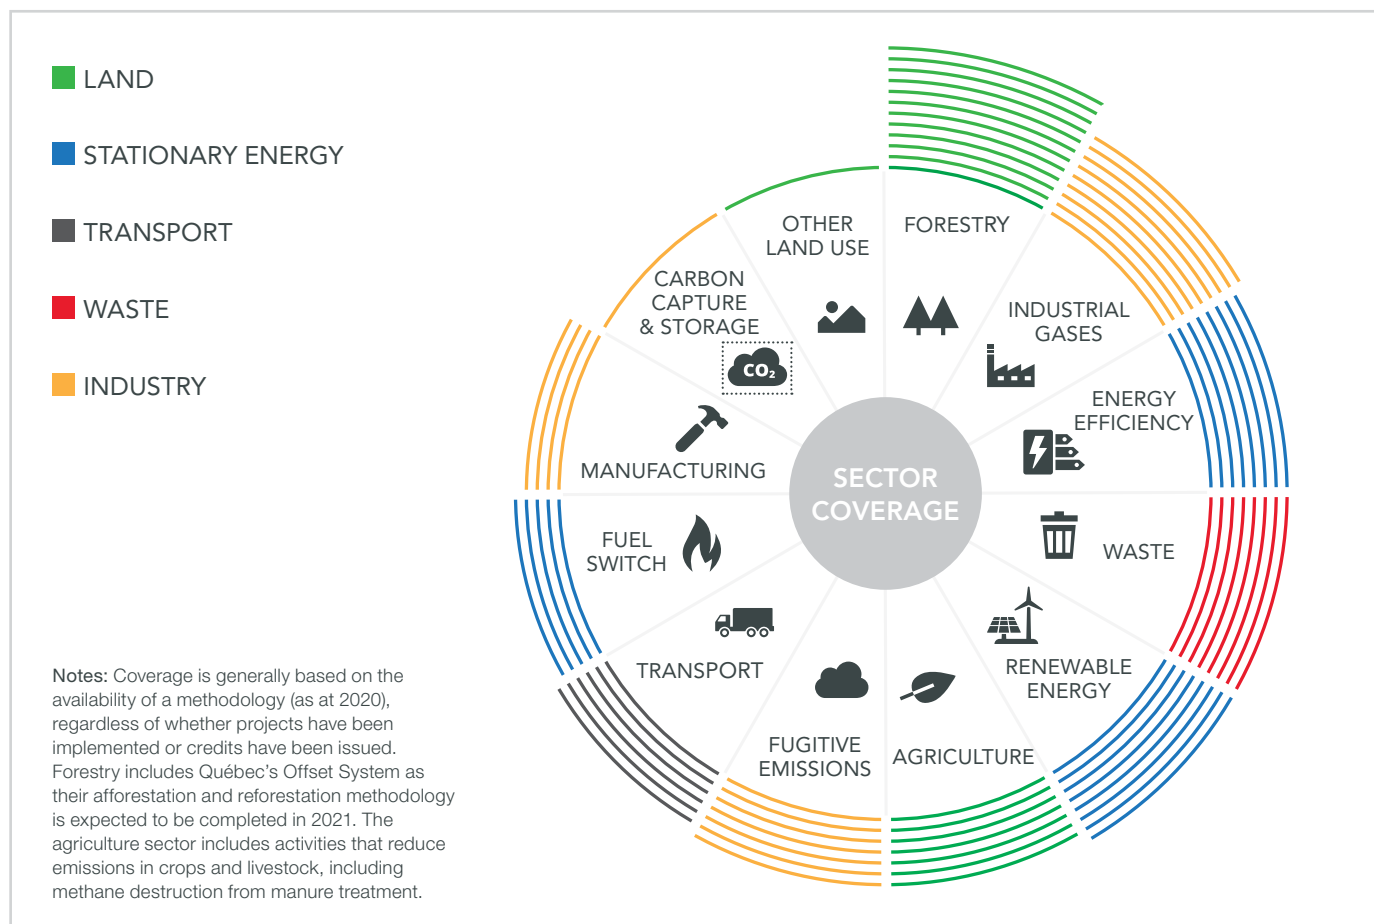 LAND
STATIONARY ENERGY
TRANSPORT
WASTE
INDUSTRY
OTHER
LAND USE
FORESTRY
CARBON
CAPTURE
& STORAGE
CO₂
INDUSTRIAL
GASES
ENERGY
EFFICIENCY
MANUFACTURING
SECTOR
COVERAGE
FUEL
SWITCH
WASTE
TRANSPORT
RENEWABLE
ENERGY
FUGITIVE
EMISSIONS
AGRICULTURE
Notes: Coverage is generally based on the
availability of a methodology (as at 2020),
regardless of whether projects have been
implemented or credits have been issued.
Forestry includes Québec’s Offset System as
their afforestation and reforestation methodology
is expected to be completed in 2021. The
agriculture sector includes activities that reduce
emissions in crops and livestock, including
methane destruction from manure treatment.